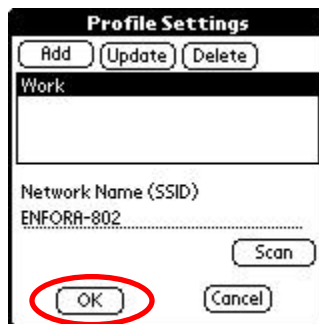 Profile Settings
Add Update Delete
Work
Network Name (SSID)
ENFORA-802
Scan
OK Cancel